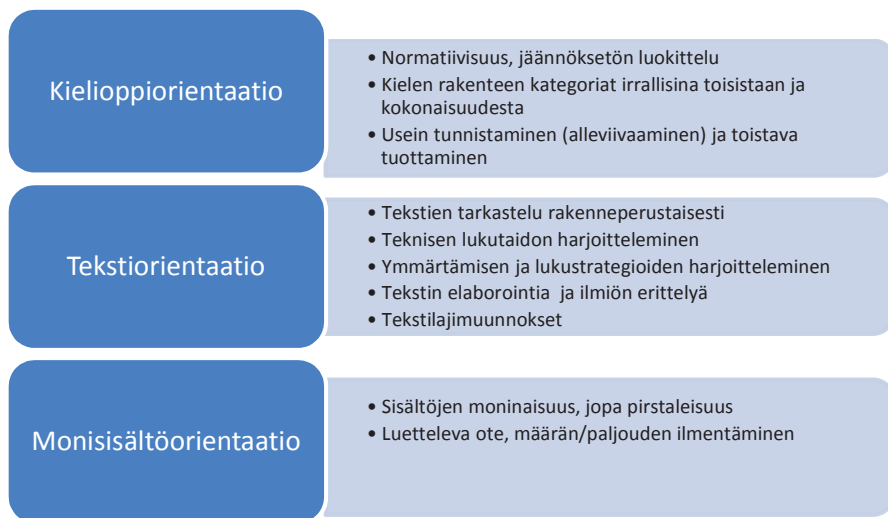 Kielioppiorientaatio
• Normatiivisuus, jäännöksetön luokittelu
• Kielen rakenteen kategoriat irrallisina toisistaan ja
kokonaisuudesta
• Usein tunnistaminen (alleviivaaminen) ja toistava
tuottaminen
Tekstiorientaatio
• Tekstien tarkastelu rakenneperustaisesti
• Teknisen lukutaidon harjoitteleminen
• Ymmärtämisen ja lukustrategioiden harjoitteleminen
• Tekstin elaborointia ja ilmiön erittelyä
• Tekstilajimuunnokset
Monisisältöorientaatio
• Sisältöjen moninaisuus, jopa pirstaleisuus
• Luetteleva ote, määrän/paljouden ilmentäminen